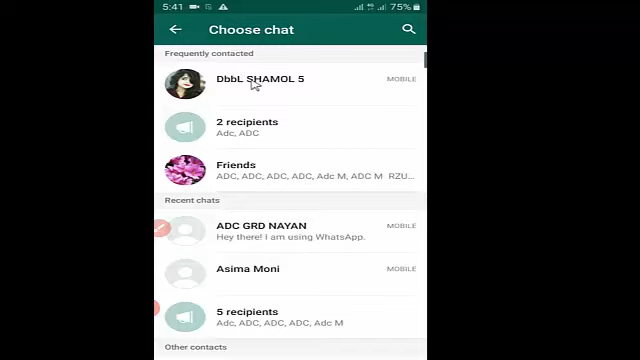 5:41 75%
Choose chat
Frequently contacted
DbbL SHAMOL 5 MOBILE
2 recipients
Adc, ADC
Friends
ADC, ADC, ADC, ADC, Adc M, ADC M RZU...
Recent chats
ADC GRD NAYAN MOBILE
Hey there! I am using WhatsApp.
Asima Moni MOBILE
5 recipients
Adc, ADC, ADC, ADC, Adc M
Other contacts